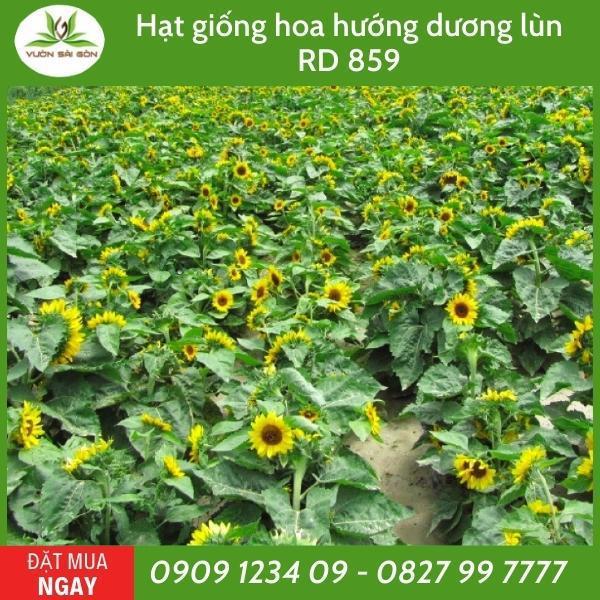 VƯỜN SÀI GÒN
Hạt giống hoa hướng dương lùn
RD 859
ĐẶT MUA
NGAY
0909 1234 09 - 0827 99 7777